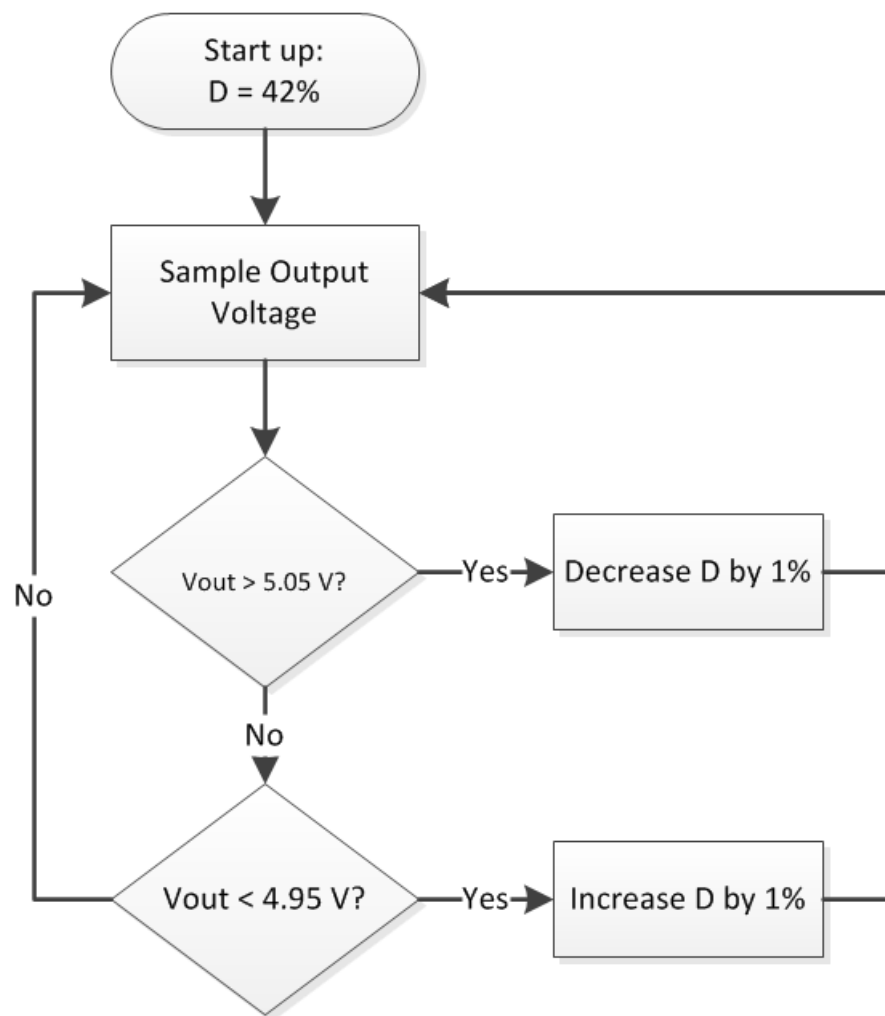 Start up:
D = 42%
Sample Output
Voltage
Vout > 5.05 V?
Yes
Decrease D by 1%
No
No
Vout < 4.95 V?
Yes
Increase D by 1%